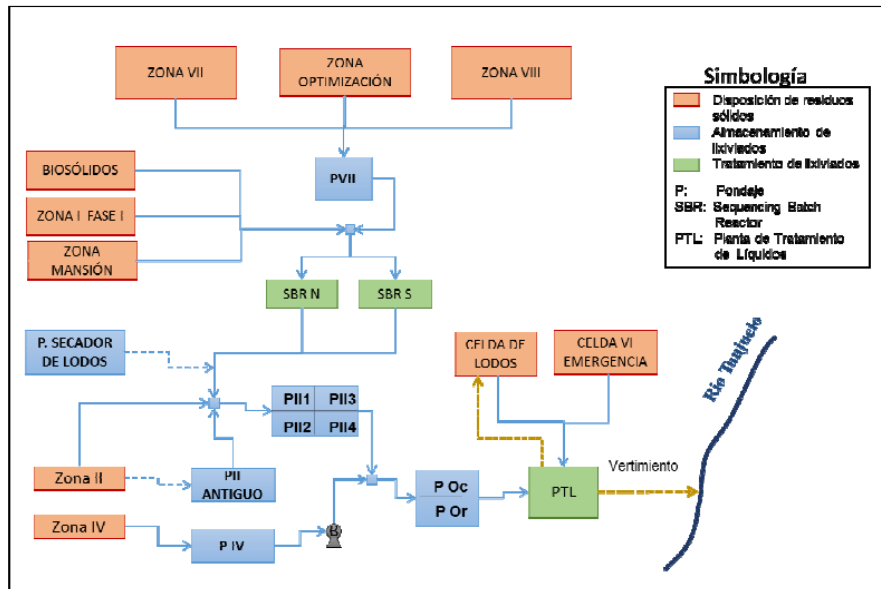 ZONA VII
ZONA
OPTIMIZACIÓN
ZONA VIII
Simbología
Disposición de residuos
sólidos
Almacenamiento de
lixiviados
Tratamiento de lixiviados
P: Pondaje
SBR: Sequencing Batch
Reactor
PTL: Planta de Tratamiento
de Líquidos
BIOSÓLIDOS
PVII
ZONA I FASE I
ZONA
MANSIÓN
SBR N
SBR S
P. SECADOR
DE LODOS
CELDA DE
LODOS
CELDA VI
EMERGENCIA
Río Tunjuelo
PII1 PII3
PII2 PII4
Zona II
PII
ANTIGUO
P Oc
P Or
PTL
Vertimiento
Zona IV
P IV
B